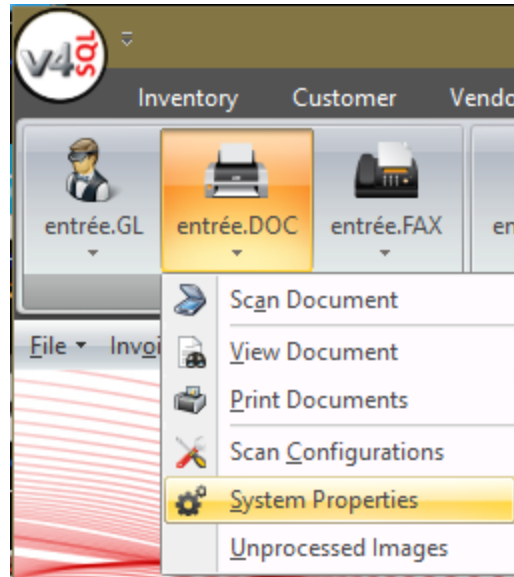 V4 SQL
Inventory Customer
entrée.GL entrée.DOC entrée.FAX
Scan Document
File
View Document
Print Documents
Scan Configurations
System Properties
Unprocessed Images